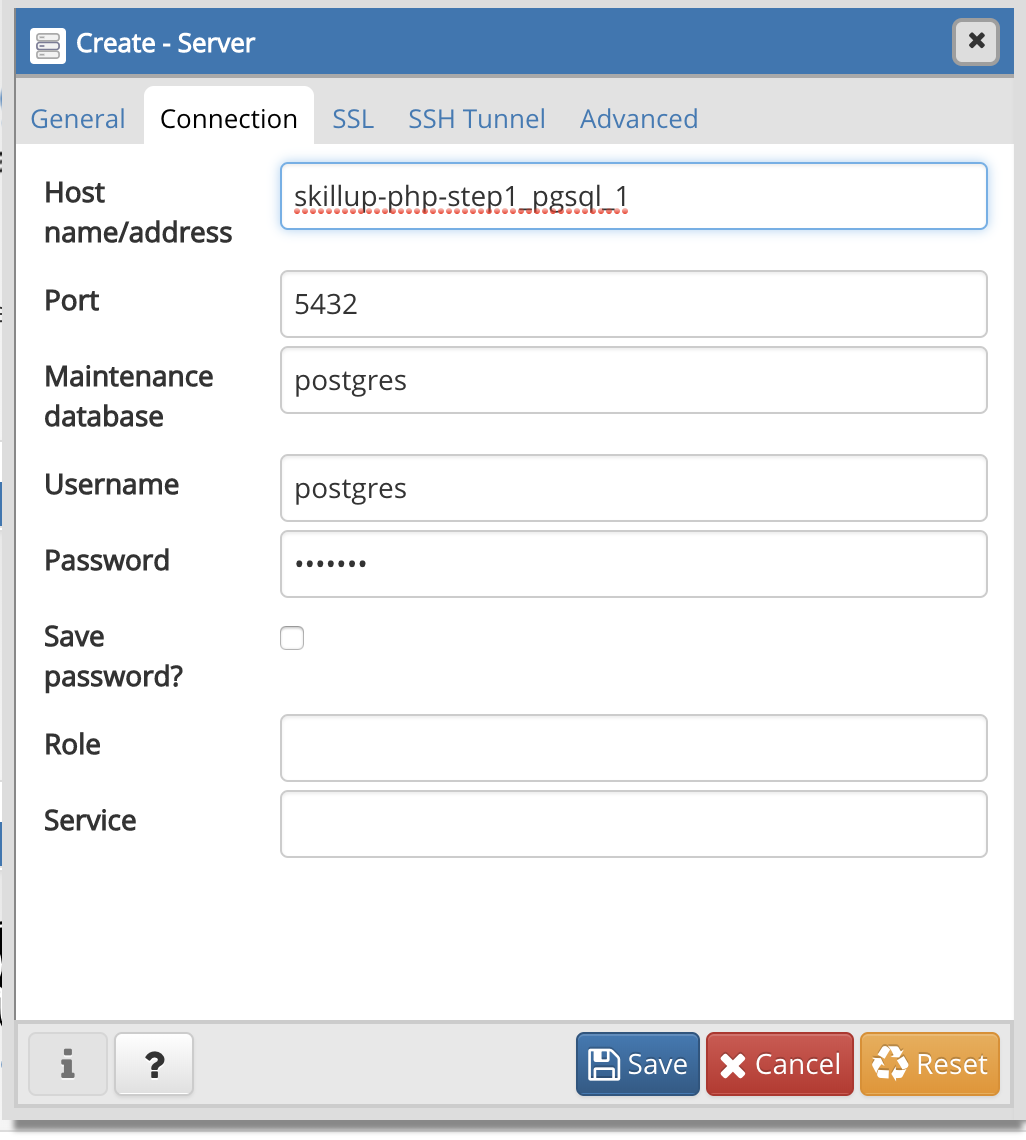 Create - Server
General Connection SSL SSH Tunnel Advanced
Host
name/address
skillup-php-step1_pgsql_1
Port
5432
Maintenance
database
postgres
Username
postgres
Password
•••••••
Save
password?
Role
Service
i ? Save Cancel Reset